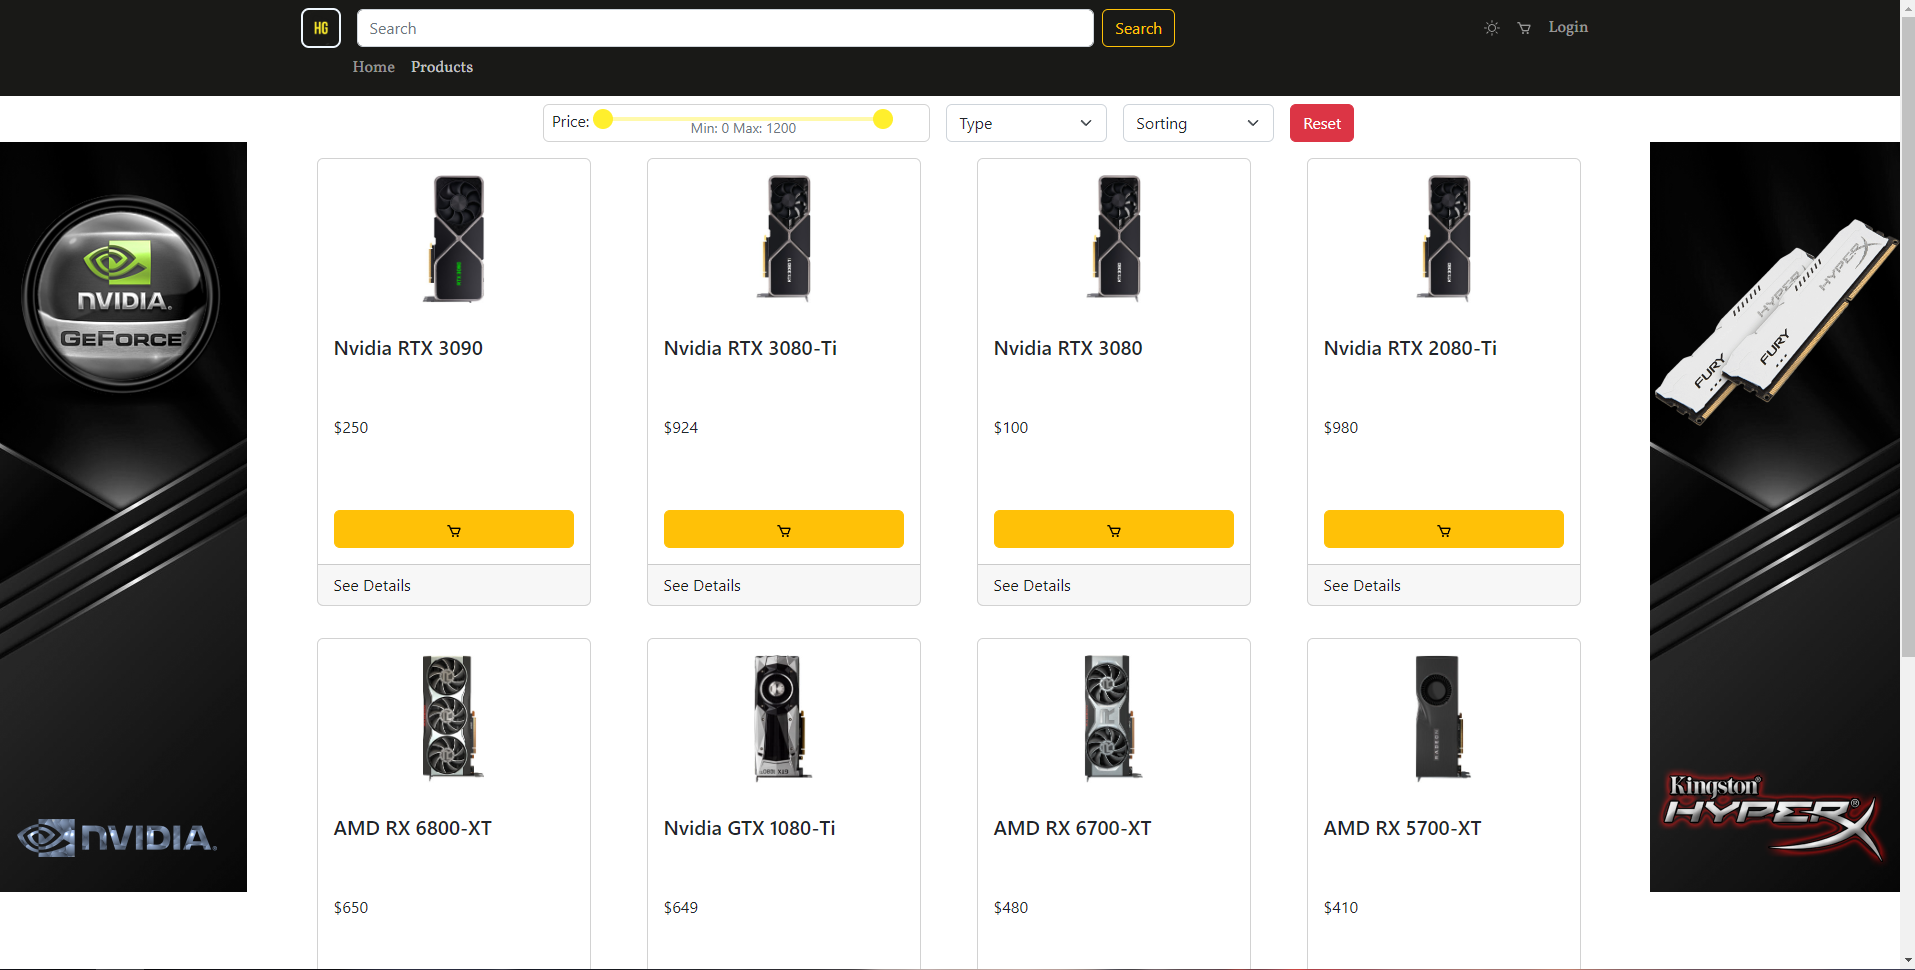 HG
Search
Search
Login
Home Products
Price:
Min: 0 Max: 1200
Type
Sorting
Reset
NVIDIA.
GEFORCE
HYPERX
HYPERX
FURY
FURY
Nvidia RTX 3090
Nvidia RTX 3080-Ti
Nvidia RTX 3080
Nvidia RTX 2080-Ti
$250
$924
$100
$980
See Details
See Details
See Details
See Details
RADEON
Kingston®
HYPERX®
NVIDIA.
AMD RX 6800-XT
Nvidia GTX 1080-Ti
AMD RX 6700-XT
AMD RX 5700-XT
$650
$649
$480
$410